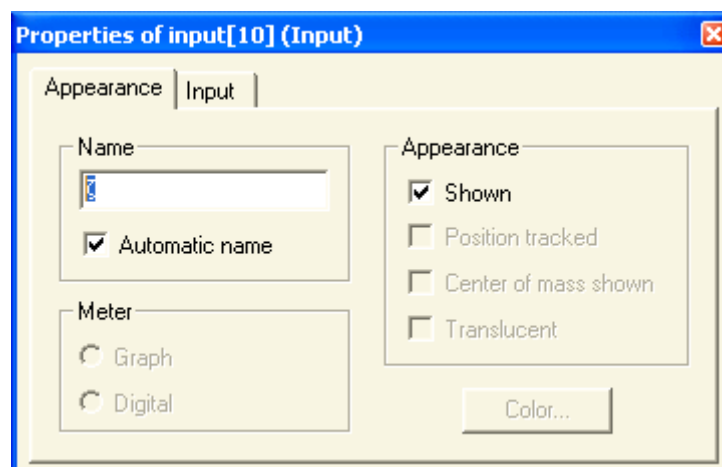 Properties of input[10] (Input)
Appearance
Input
Name
Automatic name
Meter
Graph
Digital
Appearance
Shown
Position tracked
Center of mass shown
Translucent
Color...